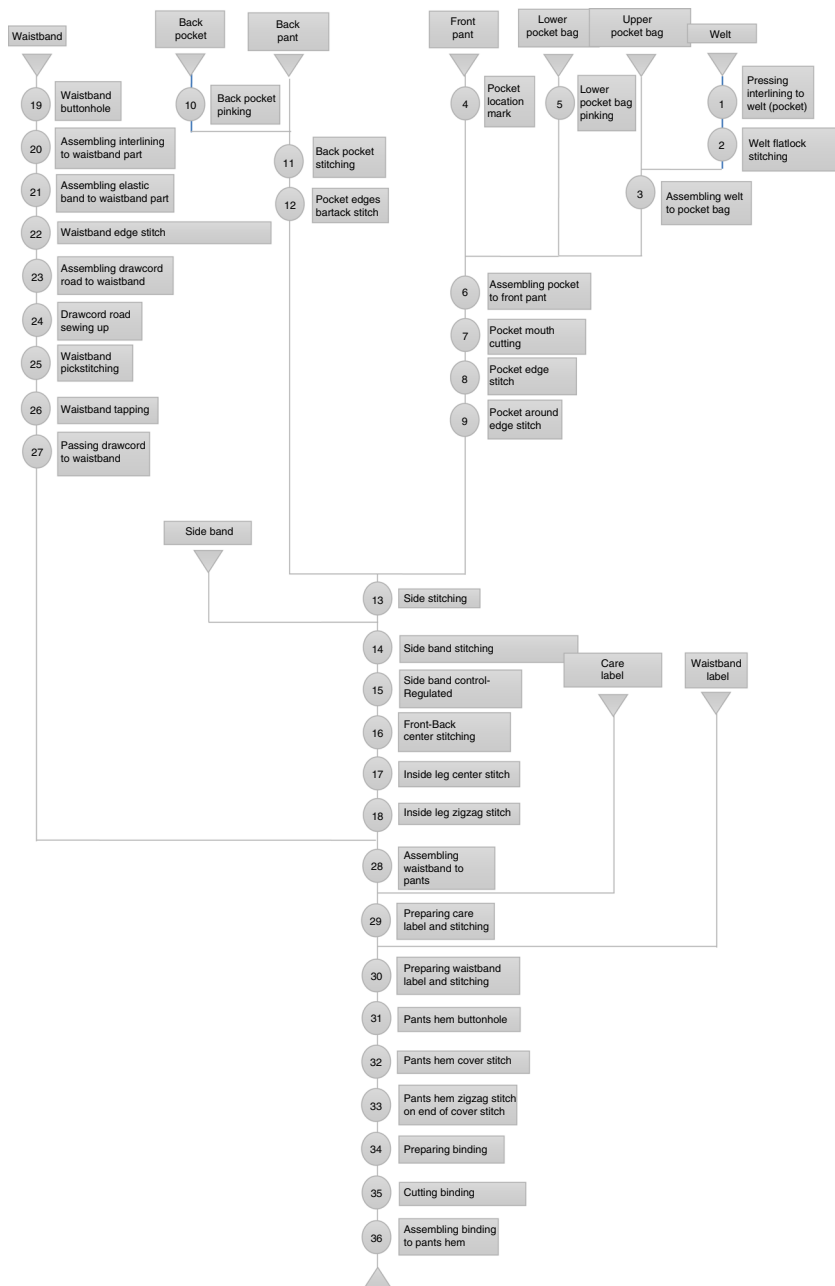 Waistband
Back
pocket
Back
pant
Front
pant
Lower
pocket bag
Upper
pocket bag
Welt
19
Waistband
buttonhole
20
Assembling interlining
to waistband part
21
Assembling elastic
band to waistband part
22
Waistband edge stitch
23
Assembling drawcord
road to waistband
24
Drawcord road
sewing up
25
Waistband
pickstitching
26
Waistband tapping
27
Passing drawcord
to waistband
10
Back pocket
pinking
11
Back pocket
stitching
12
Pocket edges
bartack stitch
4
Pocket
location
mark
5
Lower
pocket bag
pinking
1
Pressing
interlining to
welt (pocket)
2
Welt flatlock
stitching
3
Assembling welt
to pocket bag
6
Assembling pocket
to front pant
7
Pocket mouth
cutting
8
Pocket edge
stitch
9
Pocket around
edge stitch
Side band
13
Side stitching
14
Side band stitching
Care
label
Waistband
label
15
Side band control-
Regulated
16
Front-Back
center stitching
17
Inside leg center stitch
18
Inside leg zigzag stitch
28
Assembling
waistband to
pants
29
Preparing care
label and stitching
30
Preparing waistband
label and stitching
31
Pants hem buttonhole
32
Pants hem cover stitch
33
Pants hem zigzag stitch
on end of cover stitch
34
Preparing binding
35
Cutting binding
36
Assembling binding
to pants hem